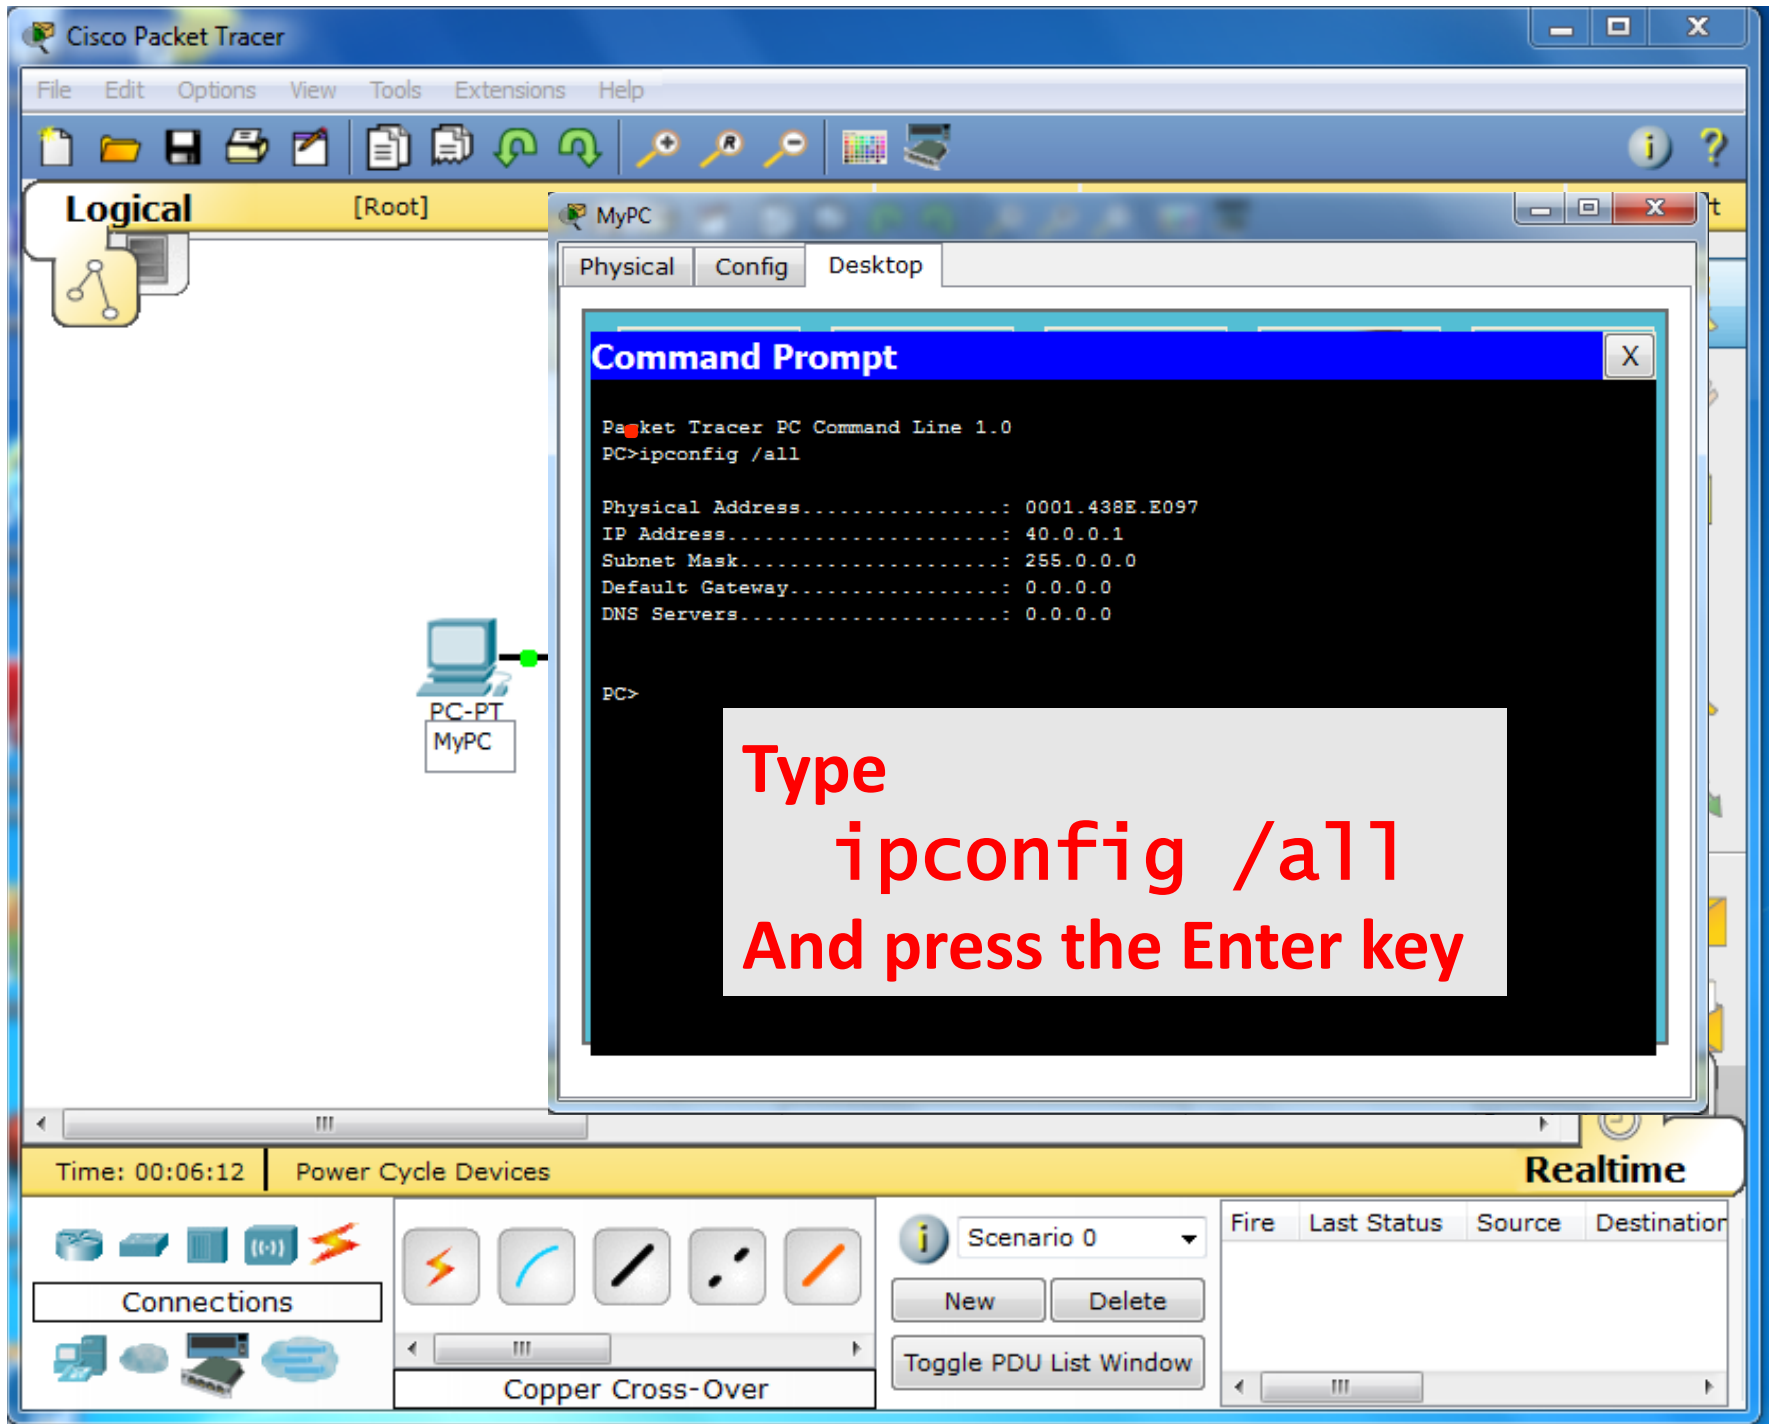 Cisco Packet Tracer
File Edit Options View Tools Extensions Help
Logical [Root]
MyPC
Physical Config Desktop
Command Prompt
X
Packet Tracer PC Command Line 1.0
PC>ipconfig /all
Physical Address................: 0001.438E.E097
IP Address......................: 40.0.0.1
Subnet Mask.....................: 255.0.0.0
Default Gateway.................: 0.0.0.0
DNS Servers.....................: 0.0.0.0
PC>
Type
ipconfig /all
And press the Enter key
PC-PT
MyPC
Time: 00:06:12 Power Cycle Devices
Realtime
Connections
Copper Cross-Over
Scenario 0
New Delete
Toggle PDU List Window
Fire Last Status Source Destination